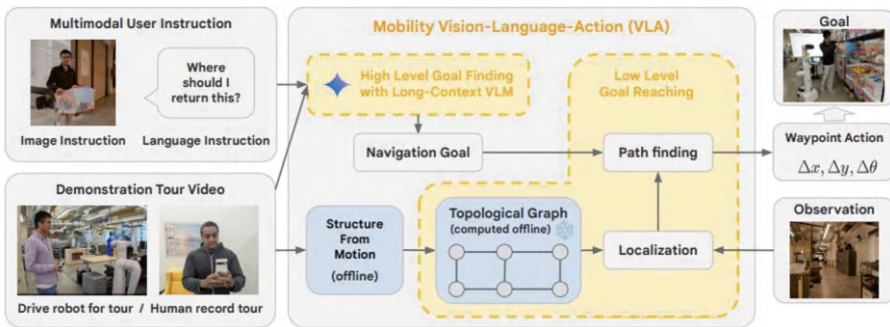 Multimodal User Instruction
Where
should I
return this?
Image Instruction
Language Instruction
Demonstration Tour Video
Drive robot for tour / Human record tour
Mobility Vision-Language-Action (VLA)
High Level Goal Finding
with Long-Context VLM
Low Level
Goal Reaching
Navigation Goal
Path finding
Structure
From
Motion
(offline)
Topological Graph
(computed offline)
Localization
Goal
Waypoint Action
Δx, Δy, Δθ
Observation